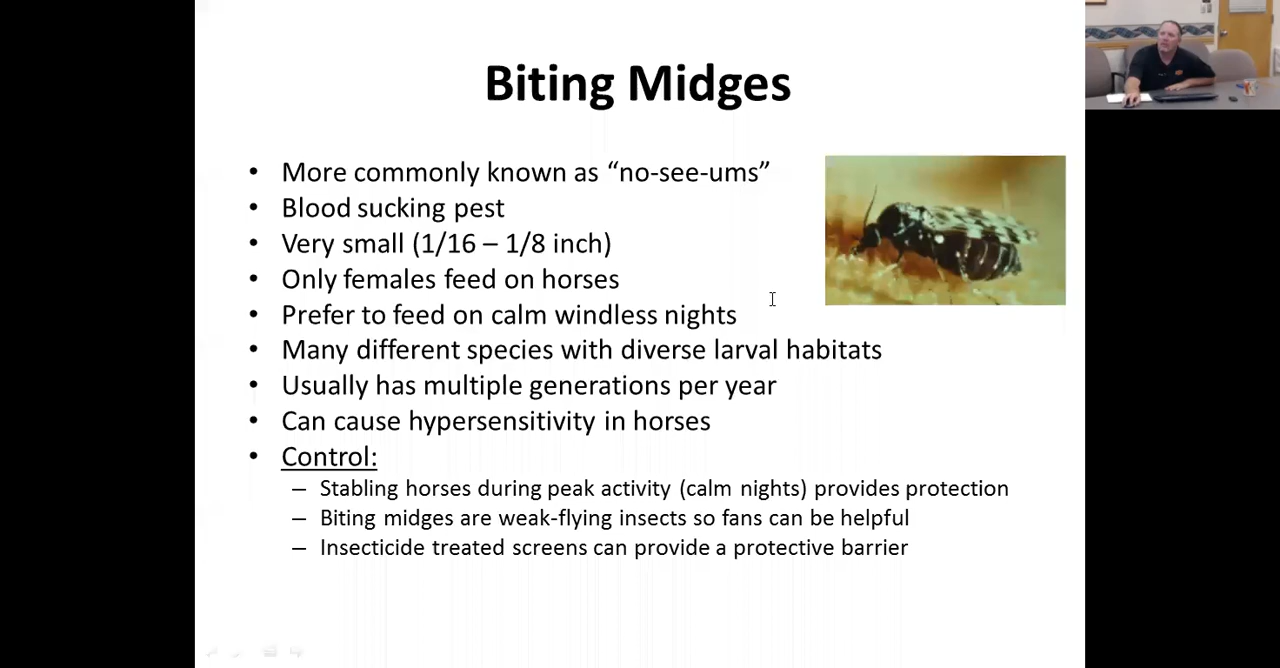 Biting Midges
• More commonly known as “no-see-ums”
• Blood sucking pest
• Very small (1/16 – 1/8 inch)
• Only females feed on horses
• Prefer to feed on calm windless nights
• Many different species with diverse larval habitats
• Usually has multiple generations per year
• Can cause hypersensitivity in horses
• Control:
– Stabling horses during peak activity (calm nights) provides protection
– Biting midges are weak-flying insects so fans can be helpful
– Insecticide treated screens can provide a protective barrier